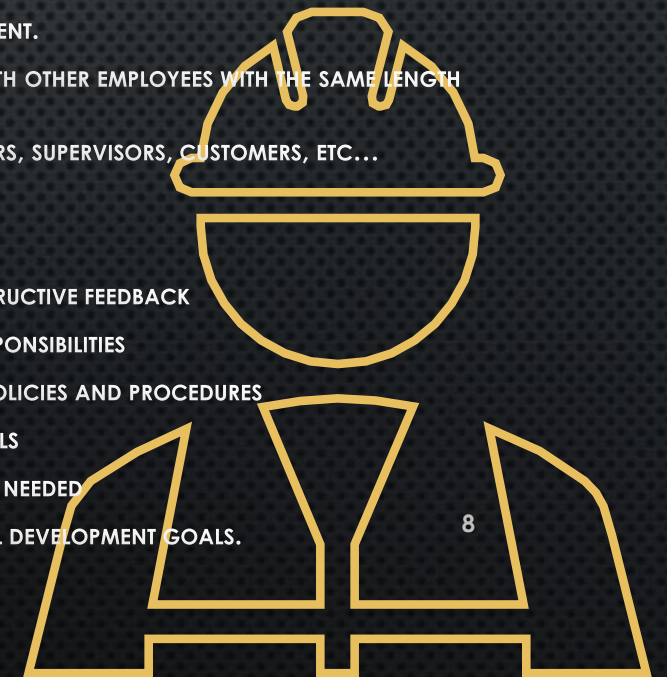 ENT.
TH OTHER EMPLOYEES WITH THE SAME LENGTH
RS, SUPERVISORS, CUSTOMERS, ETC...
RUCTIVE FEEDBACK
PONSIBILITIES
OLICIES AND PROCEDURES
LS
NEEDED
8
L DEVELOPMENT GOALS.